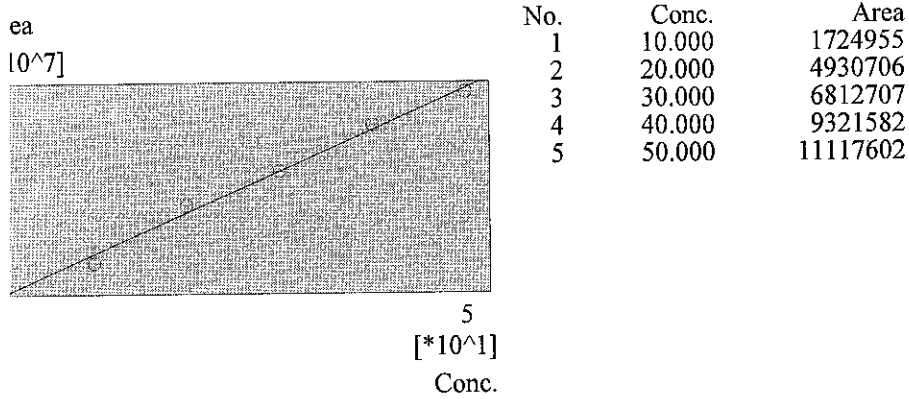 ea
10^7]
5
[*10^1]
Conc.
No. Conc. Area
1 10.000 1724955
2 20.000 4930706
3 30.000 6812707
4 40.000 9321582
5 50.000 11117602